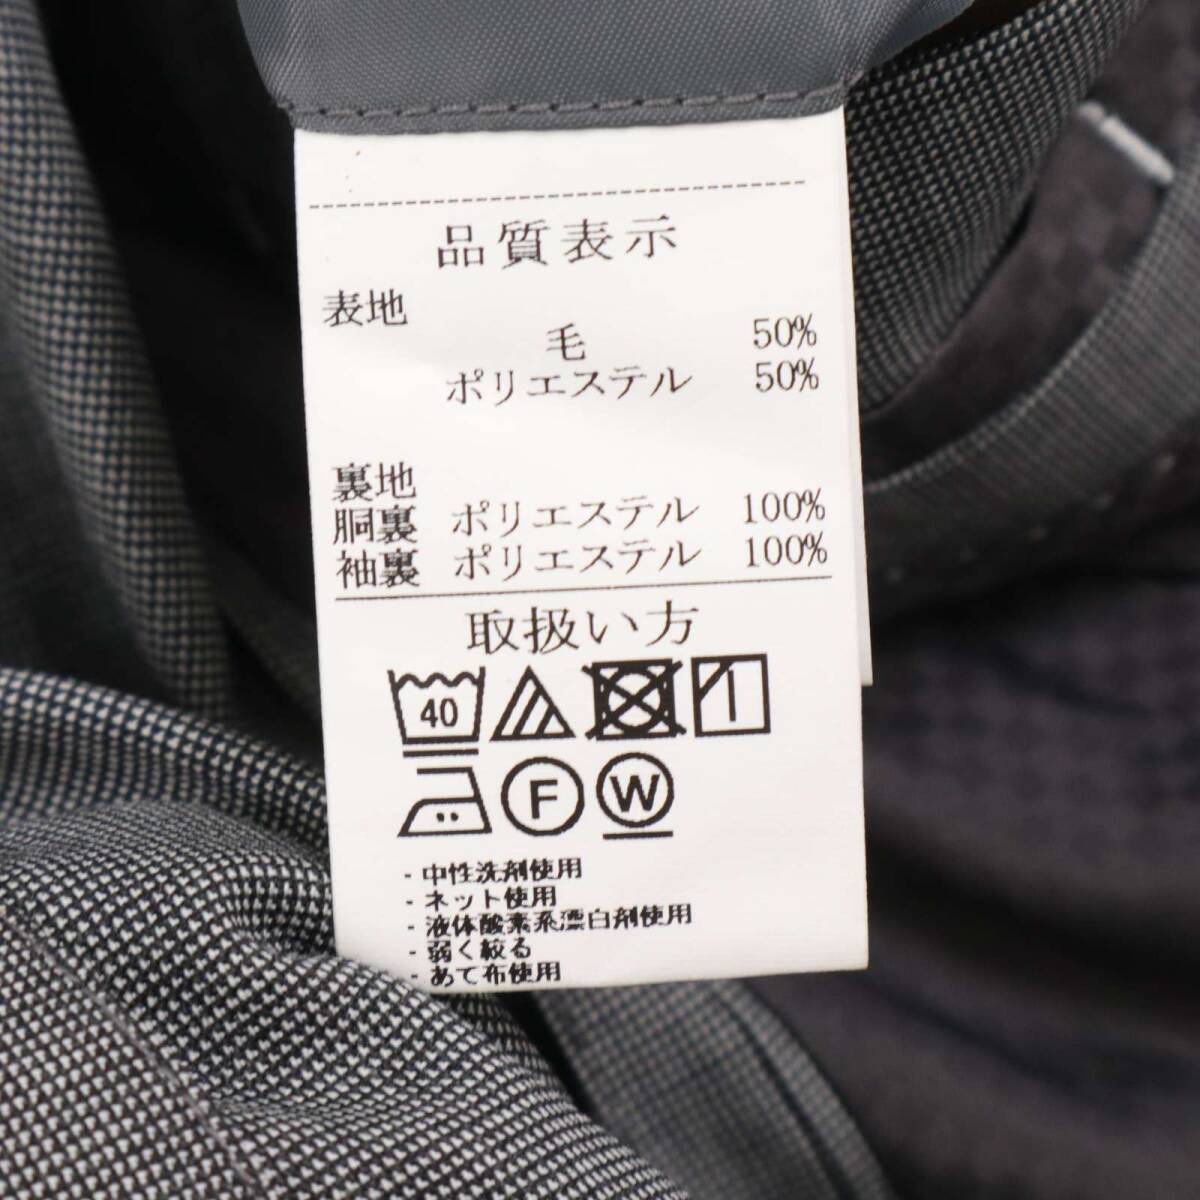 品質表示
表地
毛 50%
ポリエステル 50%
裏地
胴裏 ポリエステル 100%
袖裏 ポリエステル 100%
取扱い方
40
F W
- 中性洗剤使用
- ネット使用
- 液体酸素系漂白剤使用
- 弱く絞る
- あて布使用